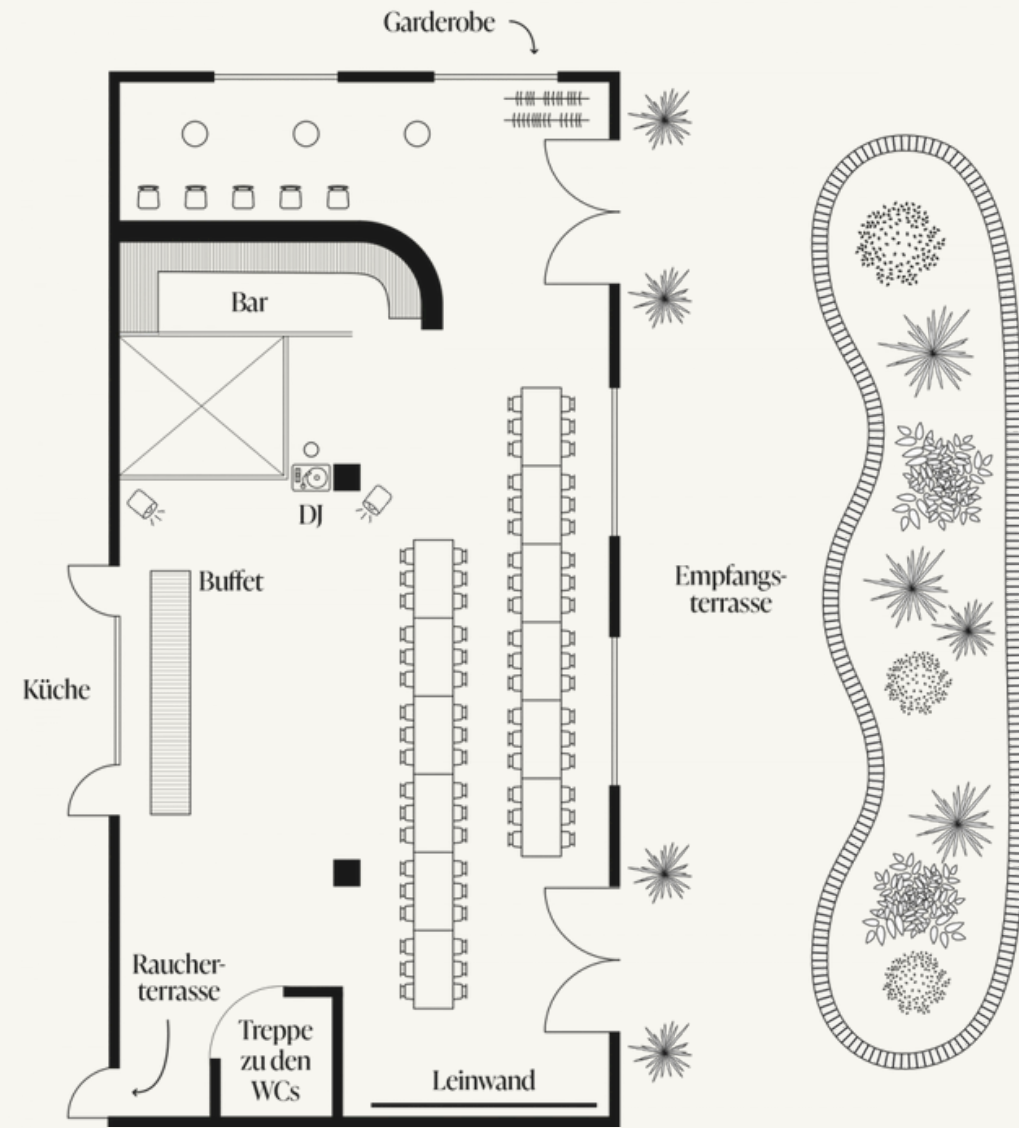 Garderobe
Bar
DJ
Buffet
Empfangs-
terrasse
Küche
Raucher-
terrasse
Treppe
zu den
WCs
Leinwand